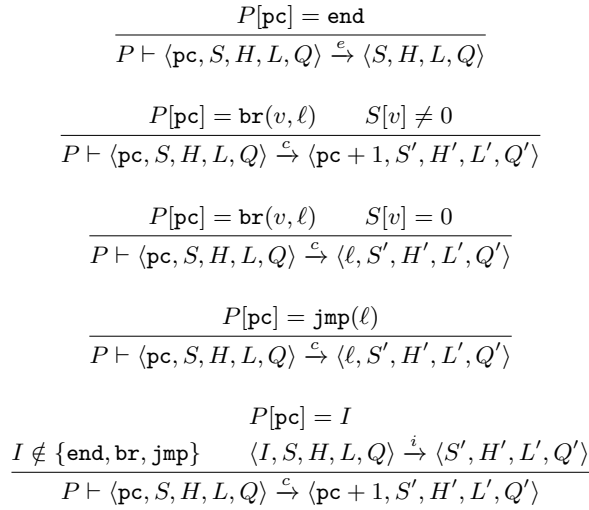 P[pc] = end
P ⊢ ⟨pc, S, H, L, Q⟩ →ᵉ ⟨S, H, L, Q⟩
P[pc] = br(v, ℓ) S[v] ≠ 0
P ⊢ ⟨pc, S, H, L, Q⟩ →ᶜ ⟨pc + 1, S′, H′, L′, Q′⟩
P[pc] = br(v, ℓ) S[v] = 0
P ⊢ ⟨pc, S, H, L, Q⟩ →ᶜ ⟨ℓ, S′, H′, L′, Q′⟩
P[pc] = jmp(ℓ)
P ⊢ ⟨pc, S, H, L, Q⟩ →ᶜ ⟨ℓ, S′, H′, L′, Q′⟩
P[pc] = I
I ∉ {end, br, jmp} ⟨I, S, H, L, Q⟩ →ⁱ ⟨S′, H′, L′, Q′⟩
P ⊢ ⟨pc, S, H, L, Q⟩ →ᶜ ⟨pc + 1, S′, H′, L′, Q′⟩